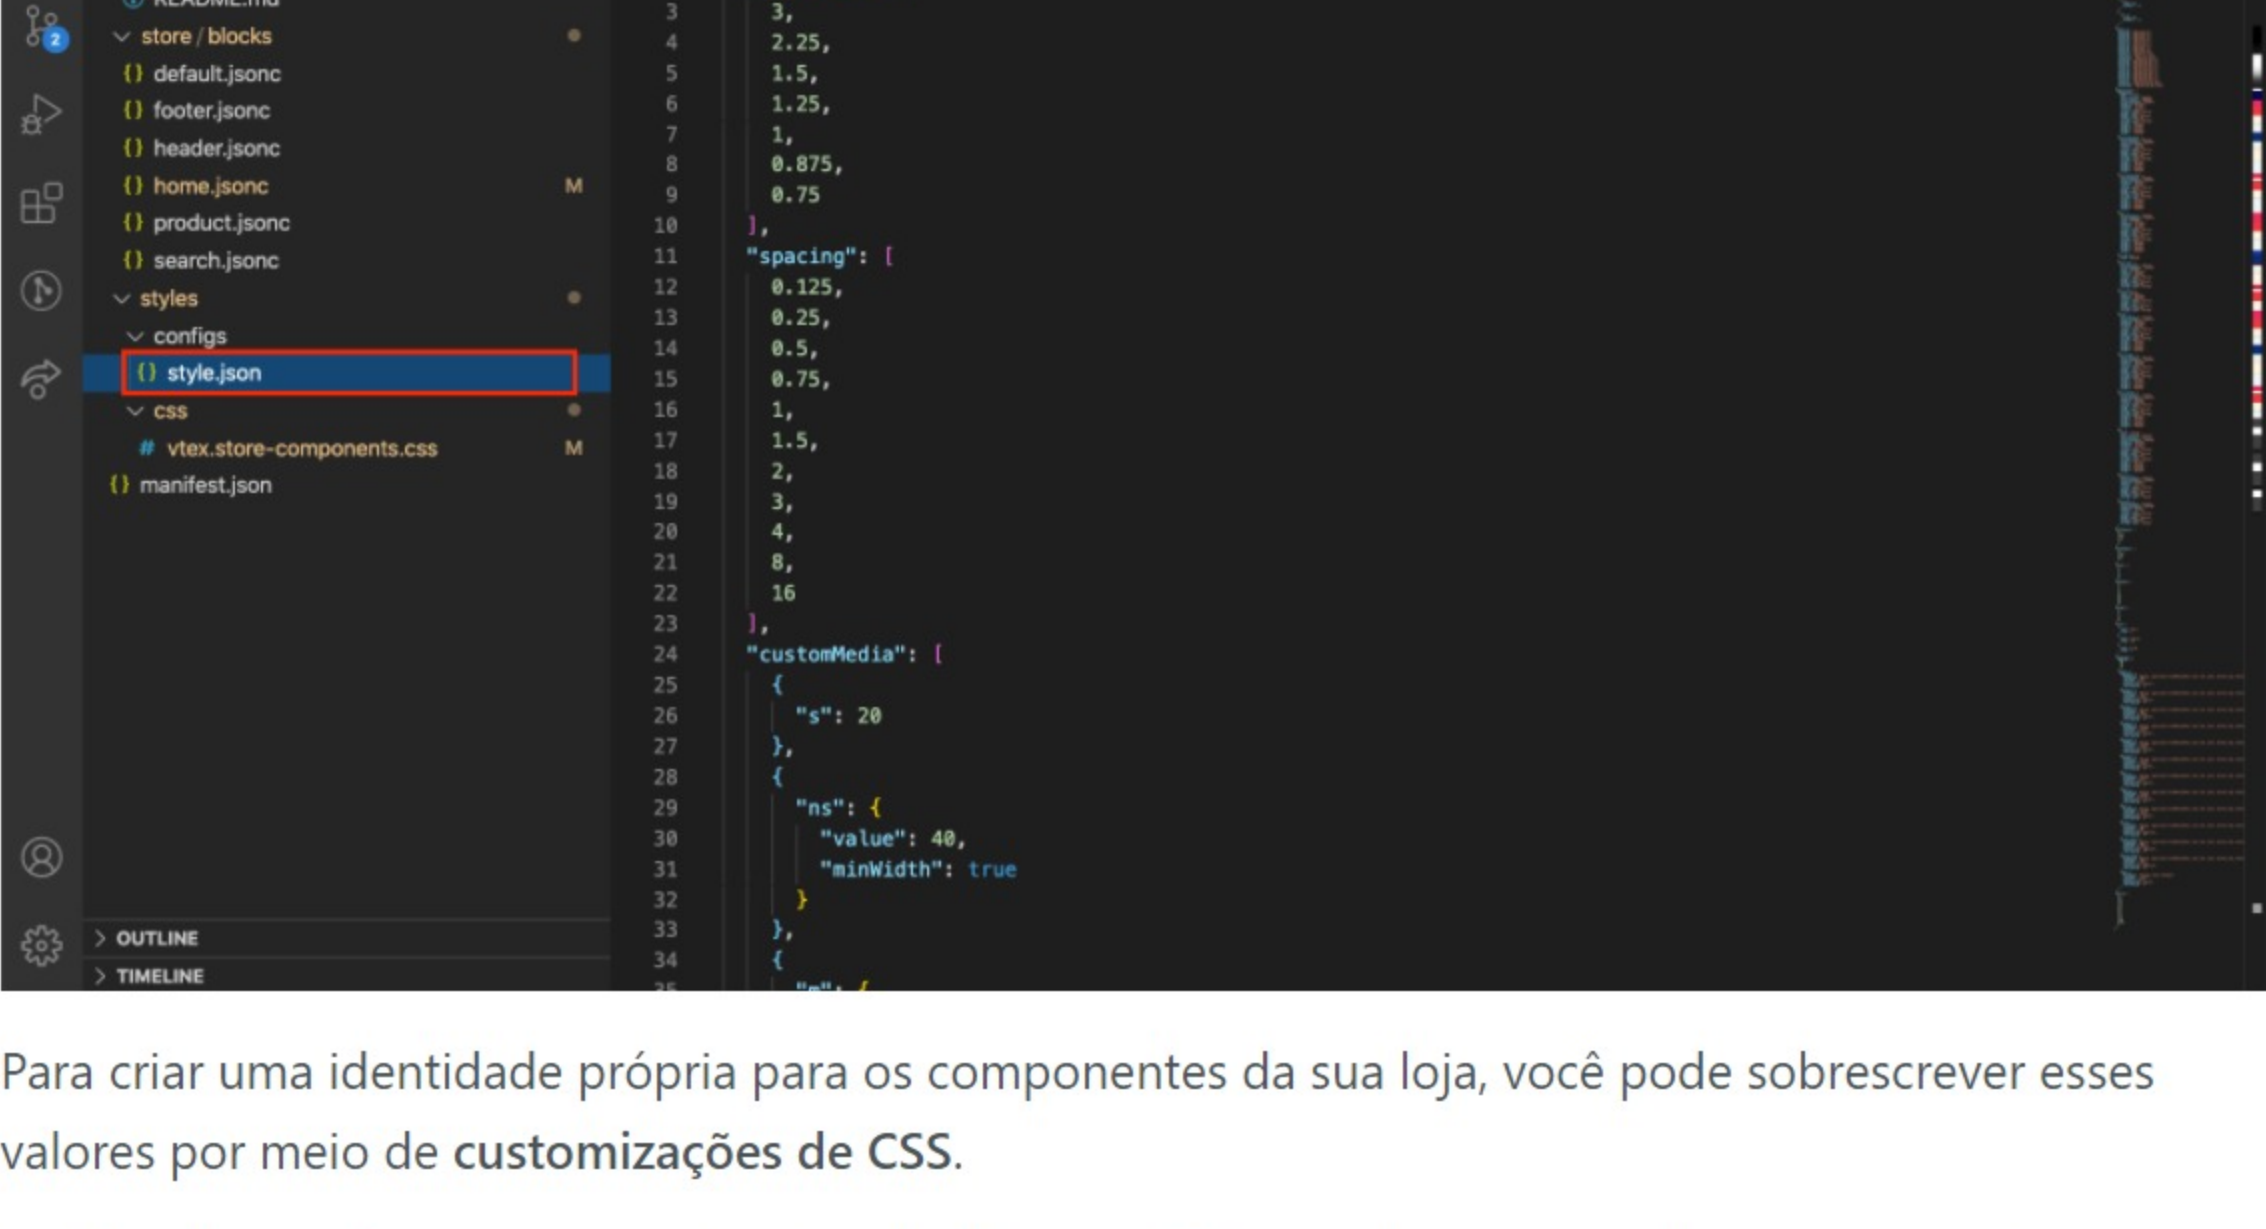 README.md
2
store / blocks
{} default.jsonc
{} footer.jsonc
{} header.jsonc
{} home.jsonc M
{} product.jsonc
{} search.jsonc
styles
configs
{} style.json
css
# vtex.store-components.css M
{} manifest.json
OUTLINE
TIMELINE
3 3,
4 2.25,
5 1.5,
6 1.25,
7 1,
8 0.875,
9 0.75
10 ],
11 "spacing": [
12 0.125,
13 0.25,
14 0.5,
15 0.75,
16 1,
17 1.5,
18 2,
19 3,
20 4,
21 8,
22 16
23 ],
24 "customMedia": [
25 {
26 "s": 20
27 },
28 {
29 "ns": {
30 "value": 40,
31 "minWidth": true
32 }
33 },
34 {
35 "m": {
Para criar uma identidade própria para os componentes da sua loja, você pode sobrescrever esses
valores por meio de customizações de CSS.